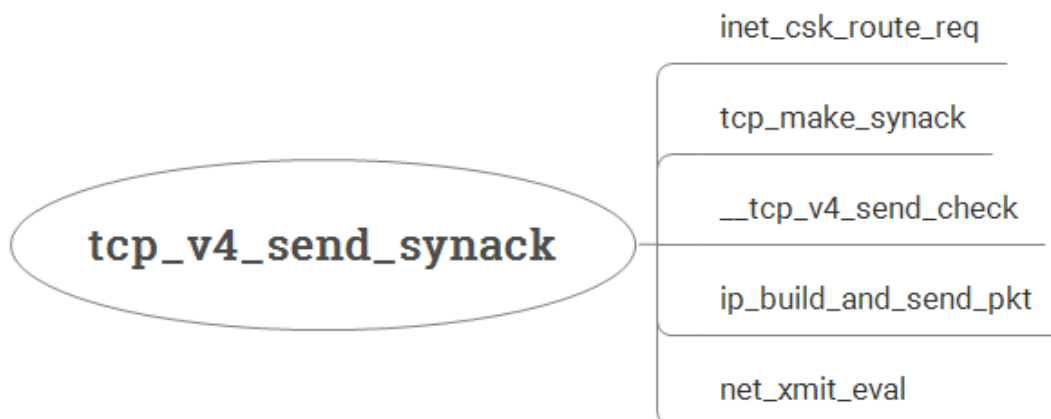 inet_csk_route_req
tcp_make_synack
__tcp_v4_send_check
tcp_v4_send_synack
ip_build_and_send_pkt
net_xmit_eval